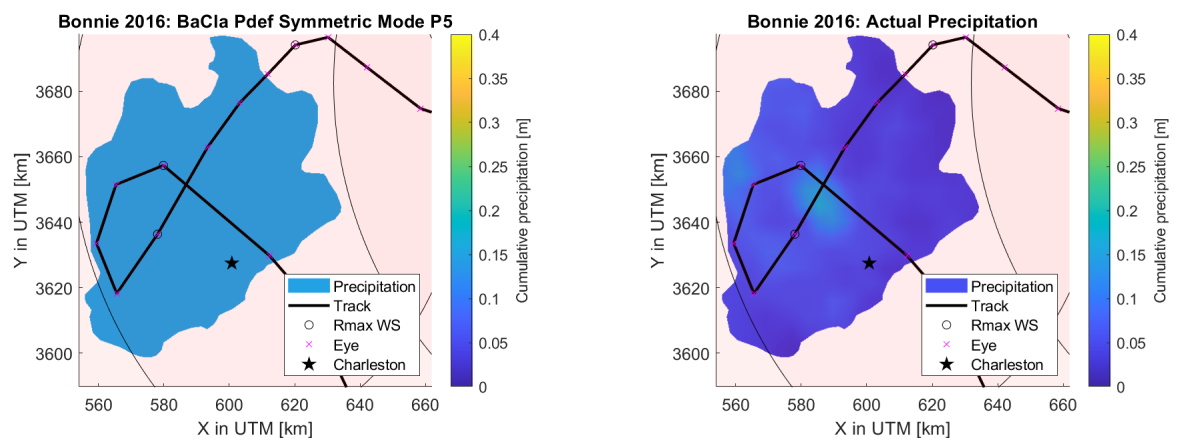 Bonnie 2016: BaCla Pdef Symmetric Mode P5
3680
3660
3640
3620
3600
Y in UTM [km]
560 580 600 620 640 660
X in UTM [km]
Precipitation
Track
Rmax WS
Eye
Charleston
0.4
0.35
0.3
0.25
0.2
0.15
0.1
0.05
0
Cumulative precipitation [m]
Bonnie 2016: Actual Precipitation
3680
3660
3640
3620
3600
Y in UTM [km]
560 580 600 620 640 660
X in UTM [km]
Precipitation
Track
Rmax WS
Eye
Charleston
0.4
0.35
0.3
0.25
0.2
0.15
0.1
0.05
0
Cumulative precipitation [m]